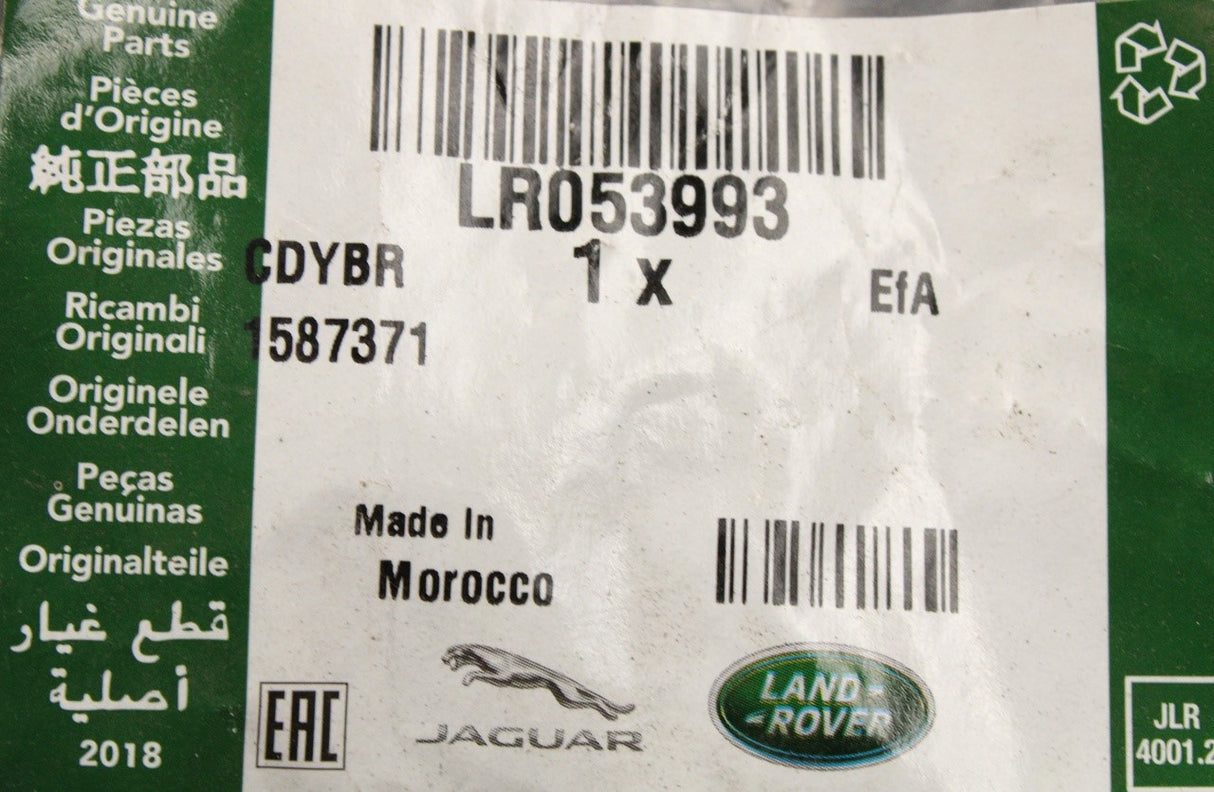 Genuine
Parts
Pièces
d'Origine
純正部品
Piezas
Originales
Ricambi
Originali
Originele
Onderdelen
Peças
Genuinas
Originalteile
قطع غيار
أصلية
2018
LR053993
CDYBR
1 x
EfA
1587371
Made In
Morocco
EAC
JAGUAR
LAND-
-ROVER
JLR
4001.2